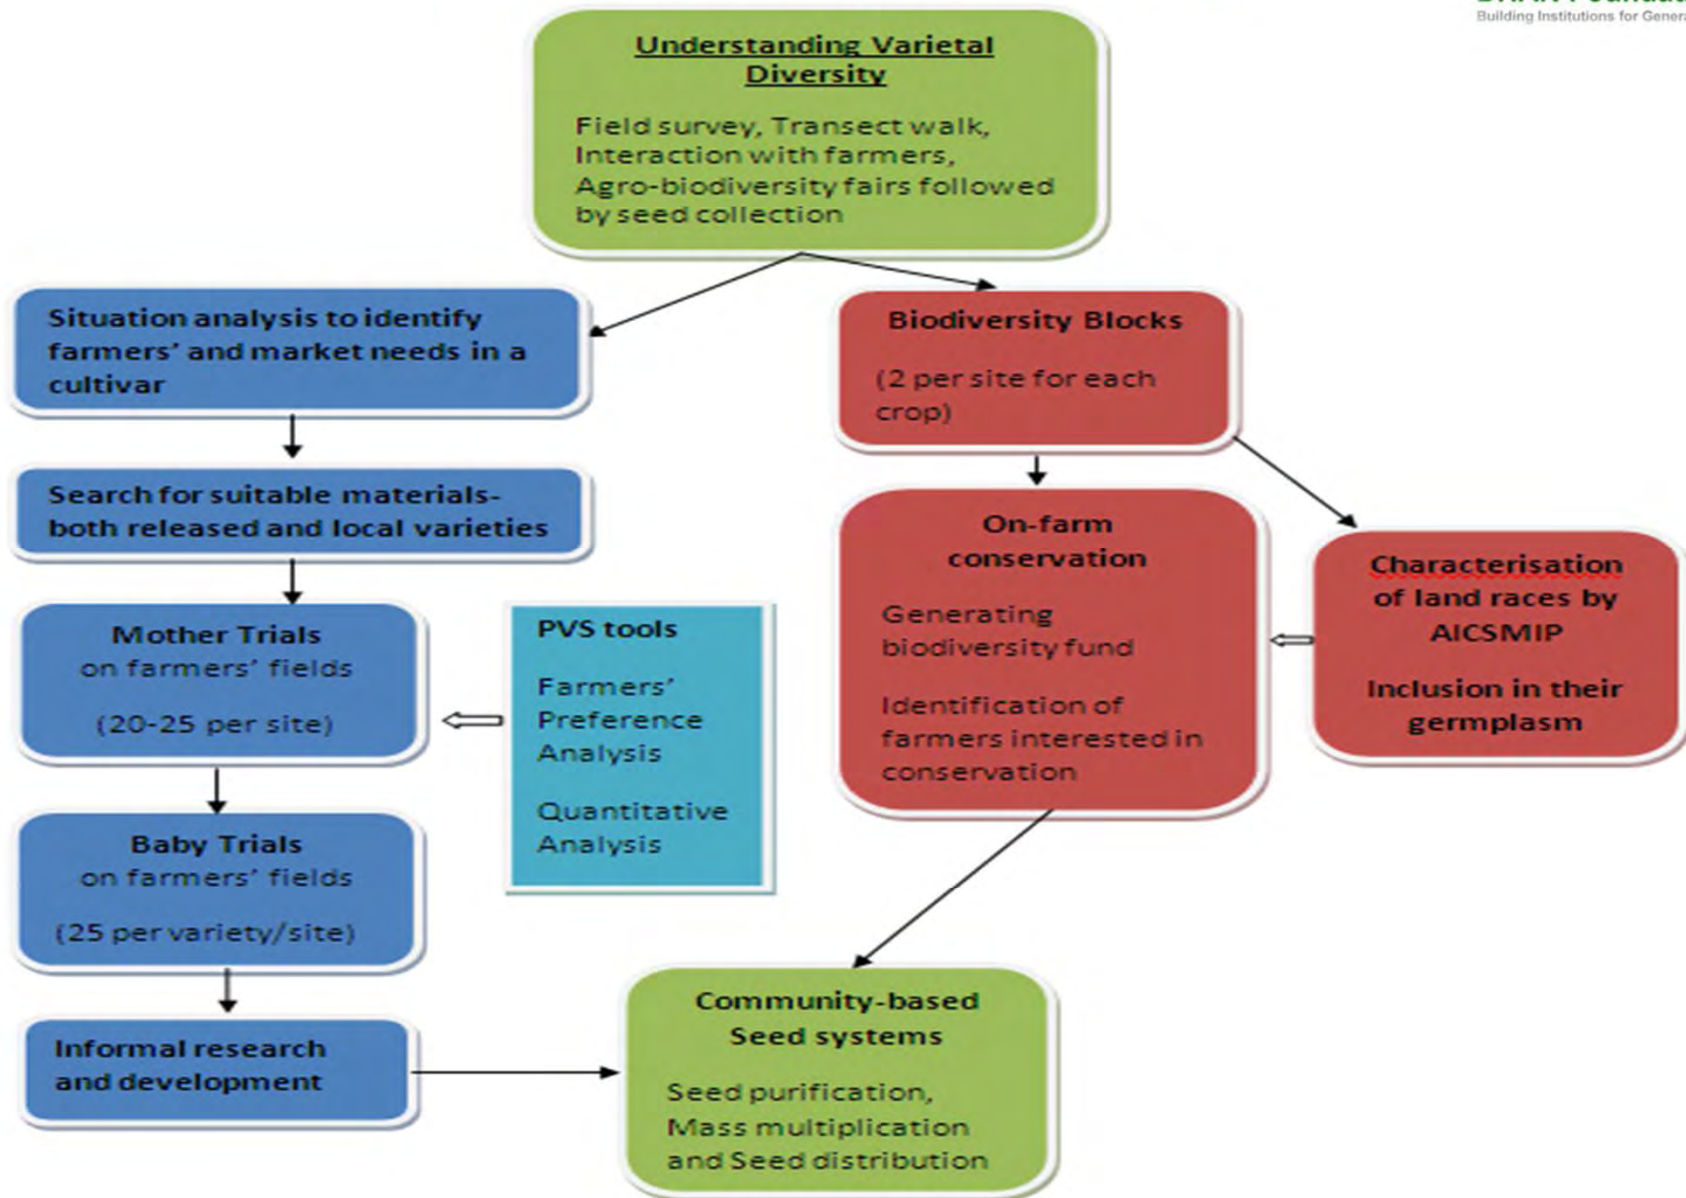 Building Institutions for
Understanding Varietal
Diversity
Field survey, Transect walk,
Interaction with farmers,
Agro-biodiversity fairs followed
by seed collection
Situation analysis to identify
farmers' and market needs in a
cultivar
Search for suitable materials-
both released and local varieties
Mother Trials
on farmers' fields
(20-25 per site)
Baby Trials
on farmers' fields
(25 per variety/site)
Informal research
and development
PVS tools
Farmers'
Preference
Analysis
Quantitative
Analysis
Biodiversity Blocks
(2 per site for each
crop)
On-farm
conservation
Generating
biodiversity fund
Identification of
farmers interested in
conservation
Characterisation
of land races by
AICSMIP
Inclusion in their
germplasm
Community-based
Seed systems
Seed purification,
Mass multiplication
and Seed distribution